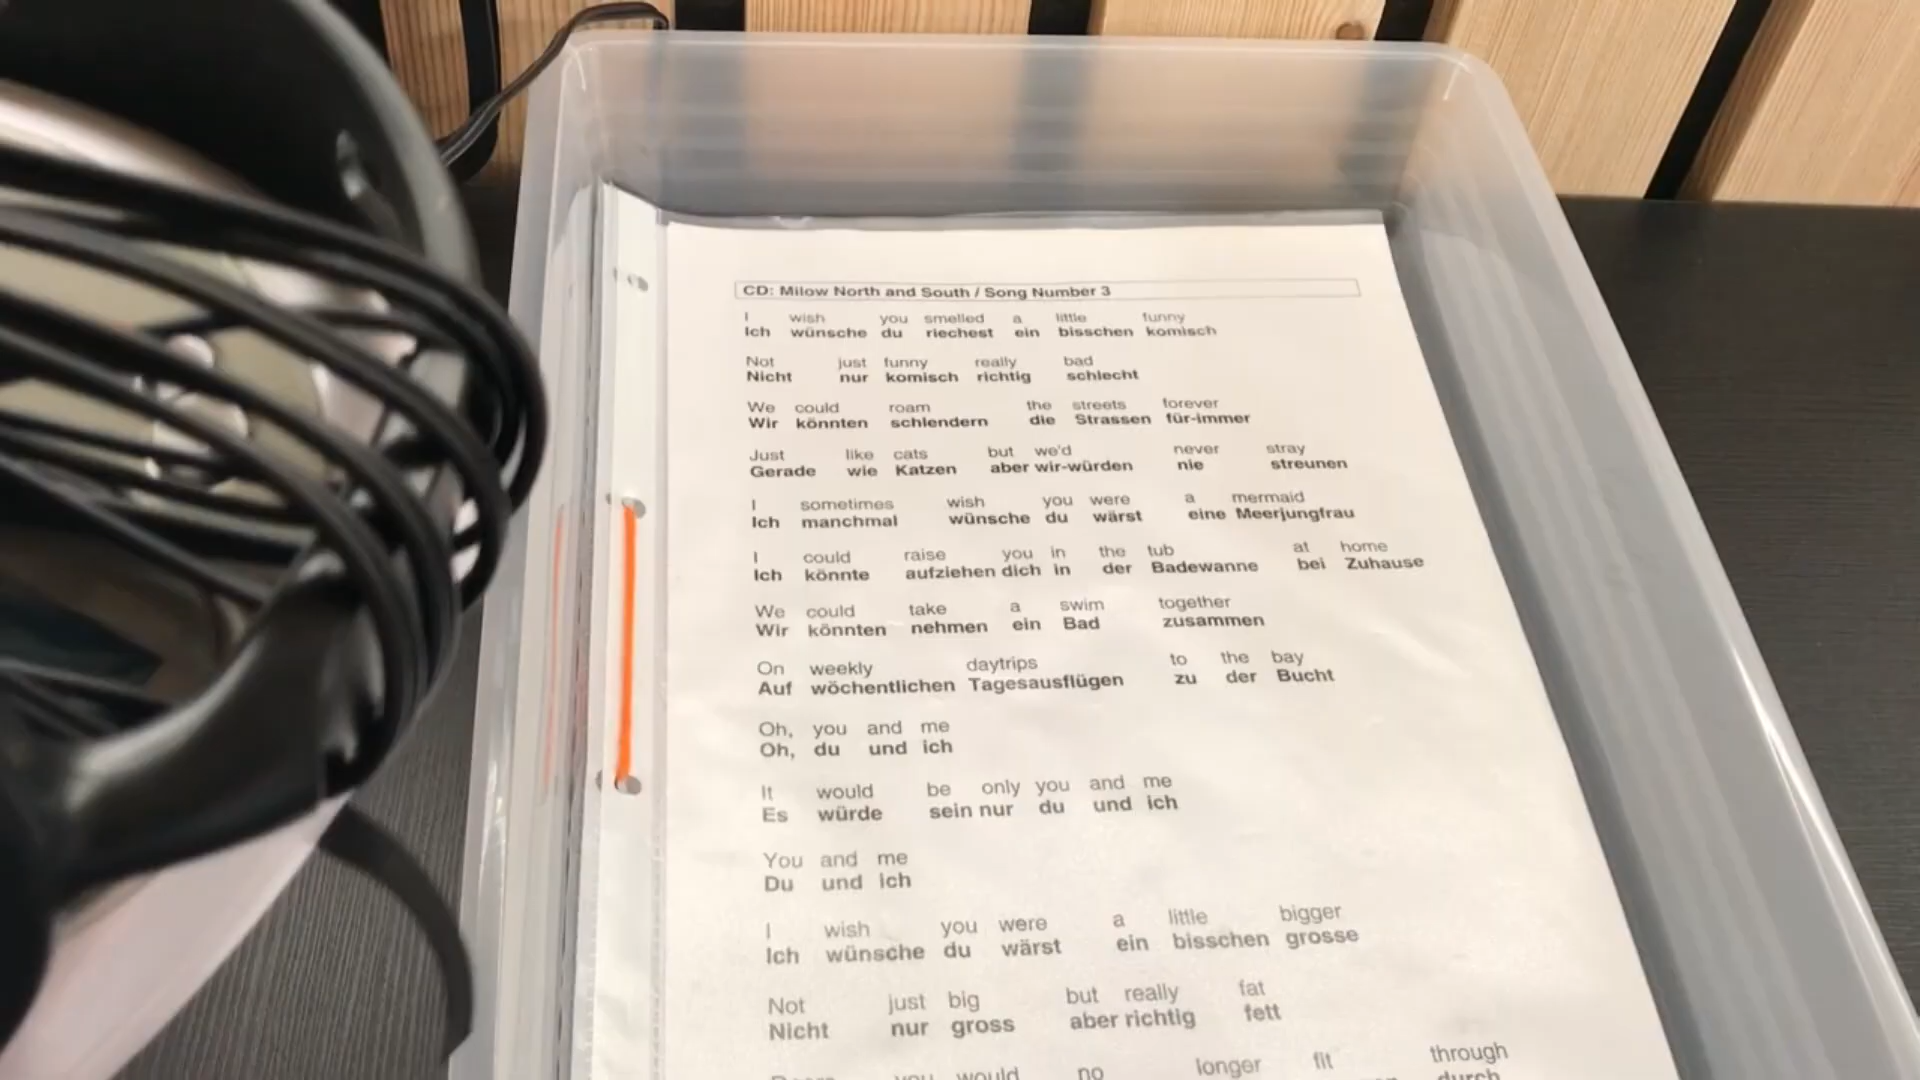 CD: Milow North and South / Song Number 3
I wish you smelled a little funny
Ich wünsche du riechest ein bisschen komisch
Not just funny really bad
Nicht nur komisch richtig schlecht
We could roam the streets forever
Wir könnten schlendern die Strassen für-immer
Just like cats but we'd never stray
Gerade wie Katzen aber wir-würden nie streunen
I sometimes wish you were a mermaid
Ich manchmal wünsche du wärst eine Meerjungfrau
I could raise you in the tub at home
Ich könnte aufziehen dich in der Badewanne bei Zuhause
We could take a swim together
Wir könnten nehmen ein Bad zusammen
On weekly daytrips to the bay
Auf wöchentlichen Tagesausflügen zu der Bucht
Oh, you and me
Oh, du und ich
It would be only you and me
Es würde sein nur du und ich
You and me
Du und ich
I wish you were a little bigger
Ich wünsche du wärst ein bisschen grosse
Not just big but really fat
Nicht nur gross aber richtig fett
you would no longer fit through
durch